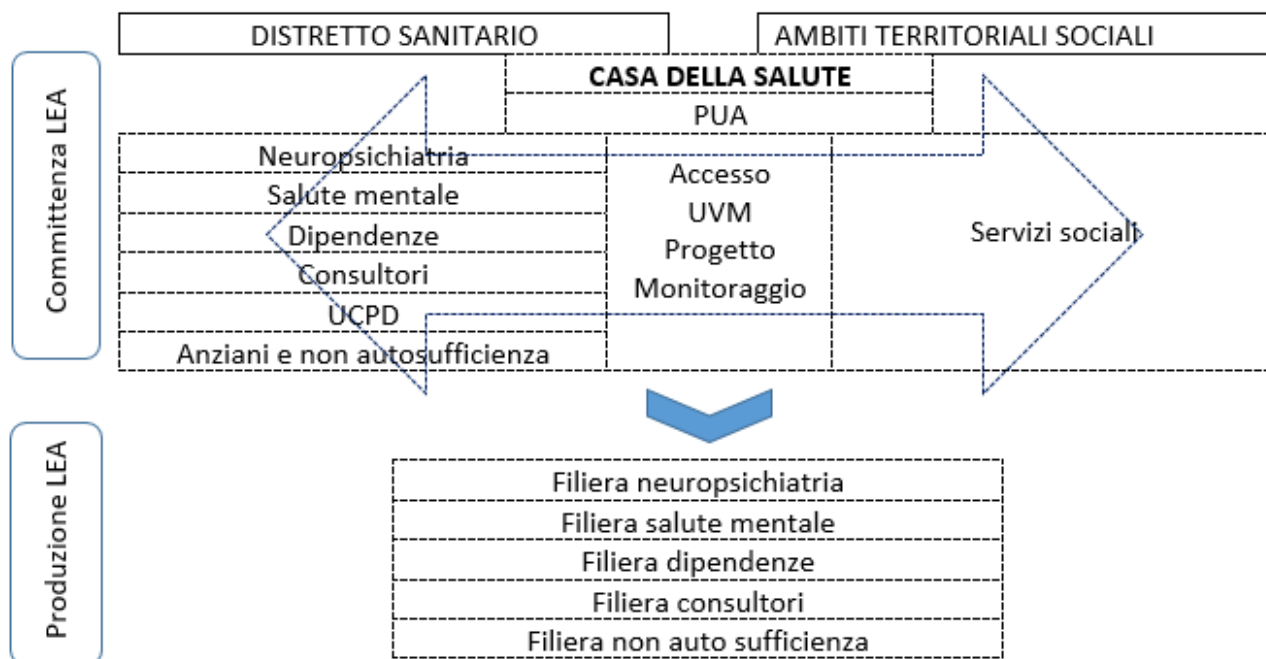 DISTRETTO SANITARIO
AMBITI TERRITORIALI SOCIALI
Committenza LEA
CASA DELLA SALUTE
PUA
Neuropsichiatria
Salute mentale
Dipendenze
Consultori
UCPD
Anziani e non autosufficienza
Accesso
UVM
Progetto
Monitoraggio
Servizi sociali
Produzione LEA
Filiera neuropsichiatria
Filiera salute mentale
Filiera dipendenze
Filiera consultori
Filiera non auto sufficienza